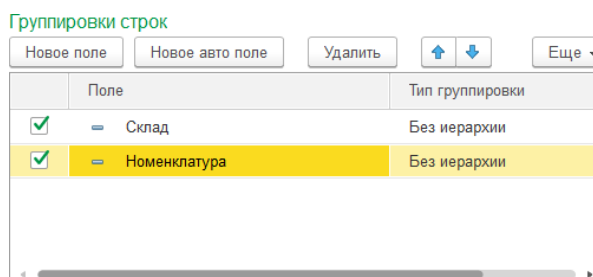 Группировки строк
Новое поле Новое авто поле Удалить Еще
Поле Тип группировки
Склад Без иерархии
Номенклатура Без иерархии